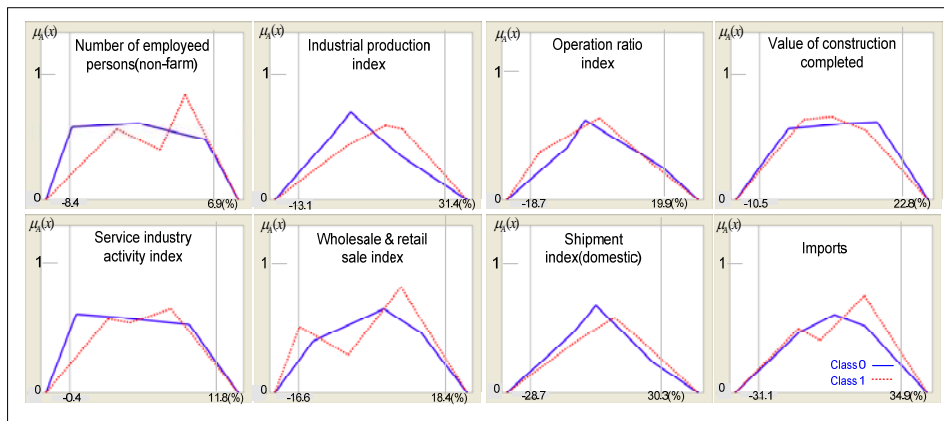 μA(x)
Number of employeed
persons(non-farm)
1
0
-8.4
6.9(%)
μA(x)
Industrial production
index
1
0
-13.1
31.4(%)
μA(x)
Operation ratio
index
1
0
-18.7
19.9(%)
μA(x)
Value of construction
completed
1
0
-10.5
22.8(%)
μA(x)
Service industry
activity index
1
0
-0.4
11.8(%)
μA(x)
Wholesale & retail
sale index
1
0
-16.6
18.4(%)
μA(x)
Shipment
index(domestic)
1
0
-28.7
30.3(%)
μA(x)
Imports
1
Class 0
Class 1
0
-31.1
34.9(%)